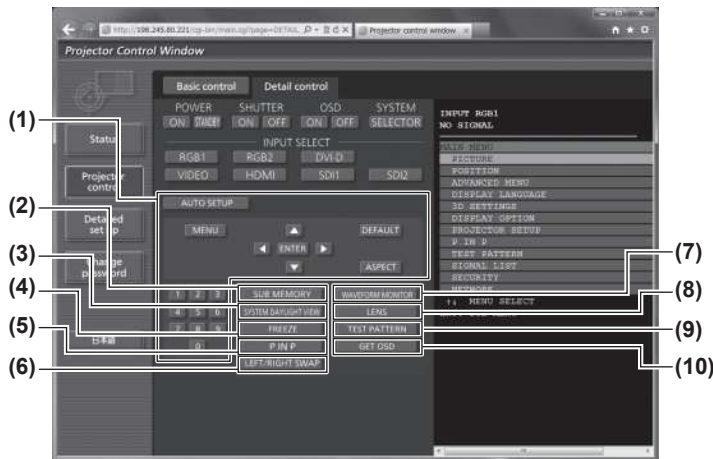 http://198.245.80.221/cgi-bin/main.cgi?page=DETAIL
Projector control window
Projector Control Window
Basic control
Detail control
POWER
SHUTTER
OSD
SYSTEM
ON
STANDBY
ON
OFF
ON
OFF
SELECTOR
INPUT SELECT
RGB1
RGB2
DVI-D
VIDEO
HDMI
SDI1
SDI2
AUTO SETUP
MENU
DEFAULT
ENTER
ASPECT
1
2
3
SUB MEMORY
WAVEFORM MONITOR
4
5
6
SYSTEM DAYLIGHT VIEW
LENS
7
8
9
FREEZE
TEST PATTERN
0
P IN P
GET OSD
LEFT/RIGHT SWAP
Status
Projector
control
Detailed
set up
Change
password
日本語
INPUT RGB1
NO SIGNAL
MAIN MENU
PICTURE
POSITION
ADVANCED MENU
DISPLAY LANGUAGE
3D SETTINGS
DISPLAY OPTION
PROJECTOR SETUP
P IN P
TEST PATTERN
SIGNAL LIST
SECURITY
NETWORK
MENU SELECT
(1)
(2)
(3)
(4)
(5)
(6)
(7)
(8)
(9)
(10)